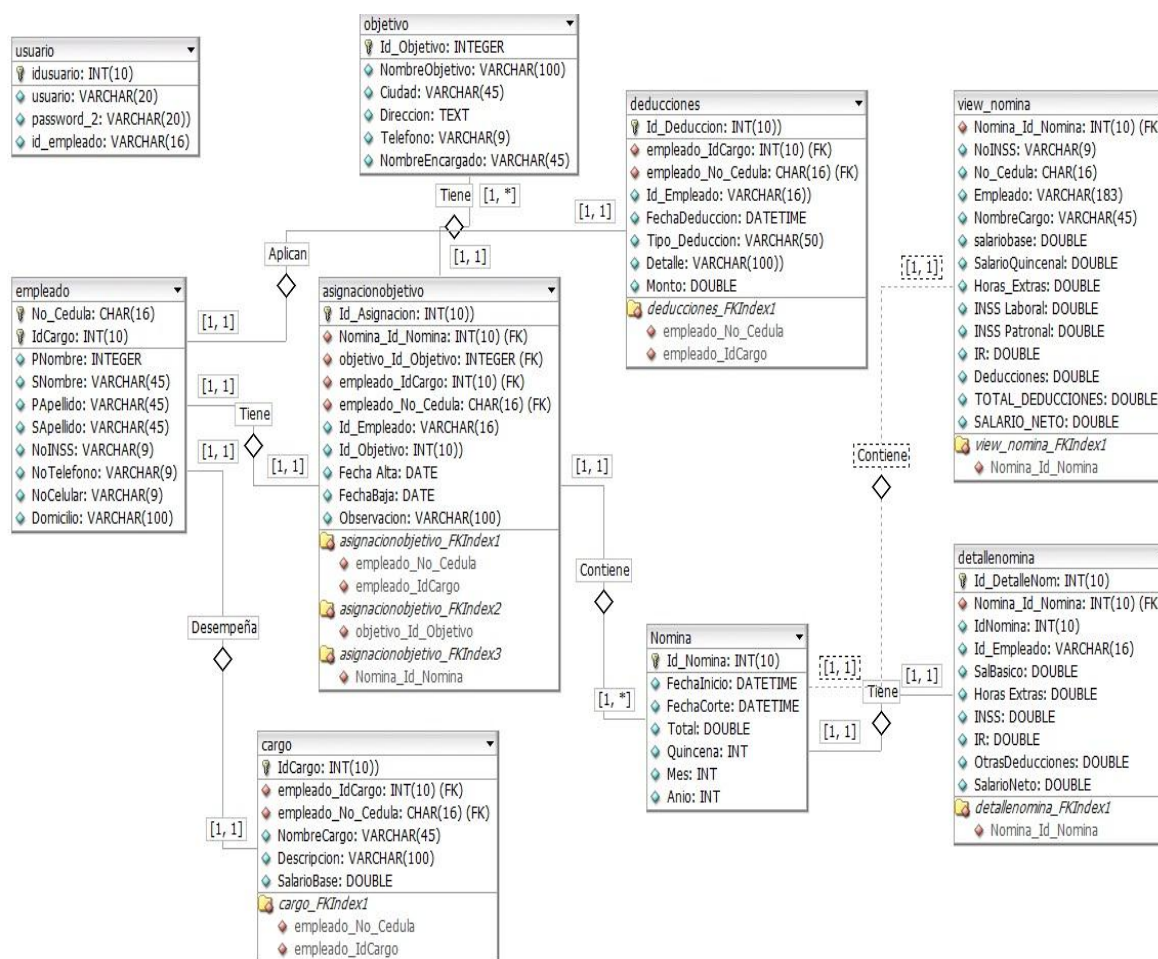 usuario
idusuario: INT(10)
usuario: VARCHAR(20)
password_2: VARCHAR(20))
id_empleado: VARCHAR(16)
objetivo
Id_Objetivo: INTEGER
NombreObjetivo: VARCHAR(100)
Ciudad: VARCHAR(45)
Direccion: TEXT
Telefono: VARCHAR(9)
NombreEncargado: VARCHAR(45)
deducciones
Id_Deduccion: INT(10))
empleado_IdCargo: INT(10) (FK)
empleado_No_Cedula: CHAR(16) (FK)
Id_Empleado: VARCHAR(16))
FechaDeduccion: DATETIME
Tipo_Deduccion: VARCHAR(50)
Detalle: VARCHAR(100))
Monto: DOUBLE
deducciones_FKIndex1
empleado_No_Cedula
empleado_IdCargo
view_nomina
Nomina_Id_Nomina: INT(10) (FK
NoINSS: VARCHAR(9)
No_Cedula: CHAR(16)
Empleado: VARCHAR(183)
NombreCargo: VARCHAR(45)
salariobase: DOUBLE
SalarioQuincenal: DOUBLE
Horas_Extras: DOUBLE
INSS Laboral: DOUBLE
INSS Patronal: DOUBLE
IR: DOUBLE
Deducciones: DOUBLE
TOTAL_DEDUCCIONES: DOUBLE
SALARIO_NETO: DOUBLE
view_nomina_FKIndex1
Nomina_Id_Nomina
Tiene
[1, *]
[1, 1]
[1, 1]
Aplican
[1, 1]
empleado
No_Cedula: CHAR(16)
IdCargo: INT(10)
PNombre: INTEGER
SNombre: VARCHAR(45)
PApellido: VARCHAR(45)
SApellido: VARCHAR(45)
NoINSS: VARCHAR(9)
NoTelefono: VARCHAR(9)
NoCelular: VARCHAR(9)
Domicilio: VARCHAR(100)
[1, 1]
[1, 1]
Tiene
[1, 1]
[1, 1]
asignacionobjetivo
Id_Asignacion: INT(10))
Nomina_Id_Nomina: INT(10) (FK)
objetivo_Id_Objetivo: INTEGER (FK)
empleado_IdCargo: INT(10) (FK)
empleado_No_Cedula: CHAR(16) (FK)
Id_Empleado: VARCHAR(16)
Id_Objetivo: INT(10))
Fecha Alta: DATE
FechaBaja: DATE
Observacion: VARCHAR(100)
asignacionobjetivo_FKIndex1
empleado_No_Cedula
empleado_IdCargo
asignacionobjetivo_FKIndex2
objetivo_Id_Objetivo
asignacionobjetivo_FKIndex3
Nomina_Id_Nomina
[1, 1]
Contiene
[1, *]
Contiene
Desempeña
[1, 1]
cargo
IdCargo: INT(10))
empleado_IdCargo: INT(10) (FK)
empleado_No_Cedula: CHAR(16) (FK)
NombreCargo: VARCHAR(45)
Descripcion: VARCHAR(100)
SalarioBase: DOUBLE
cargo_FKIndex1
empleado_No_Cedula
empleado_IdCargo
Nomina
Id_Nomina: INT(10)
FechaInicio: DATETIME
FechaCorte: DATETIME
Total: DOUBLE
Quincena: INT
Mes: INT
Anio: INT
[1, 1]
Tiene
[1, 1]
[1, 1]
detallenomina
Id_DetalleNom: INT(10)
Nomina_Id_Nomina: INT(10) (FK
IdNomina: INT(10)
Id_Empleado: VARCHAR(16)
SalBasico: DOUBLE
Horas Extras: DOUBLE
INSS: DOUBLE
IR: DOUBLE
OtrasDeducciones: DOUBLE
SalarioNeto: DOUBLE
detallenomina_FKIndex1
Nomina_Id_Nomina